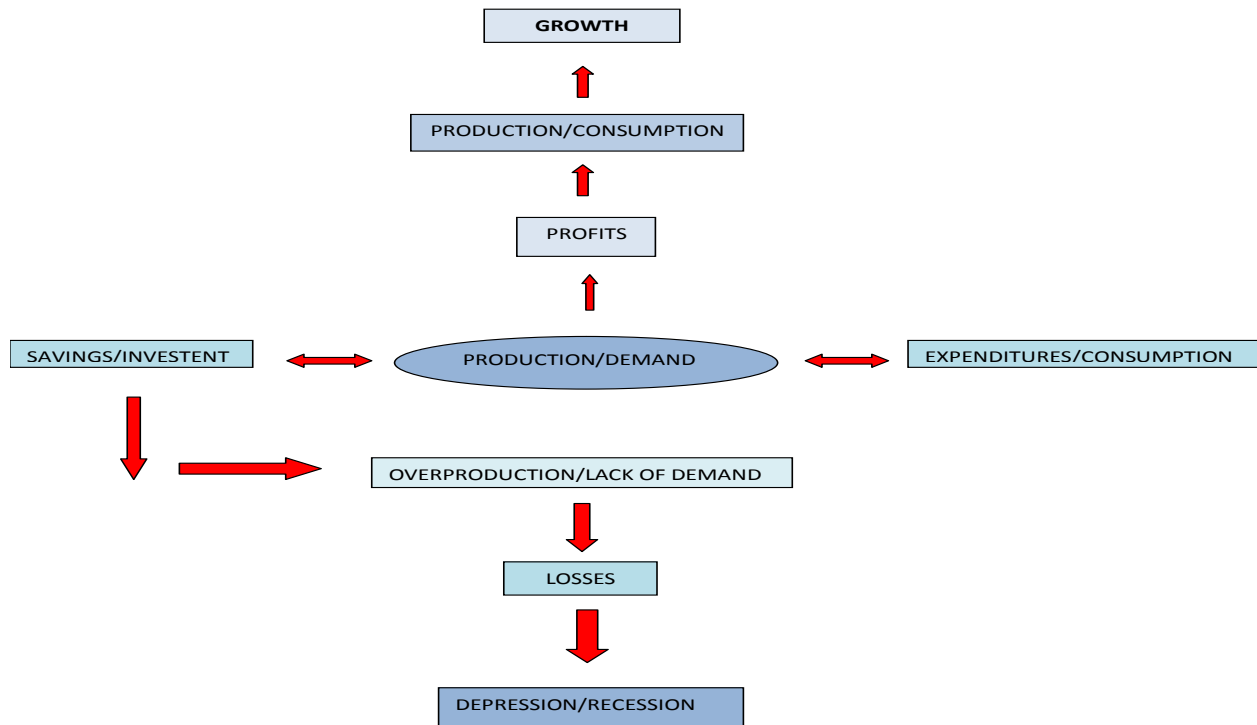 GROWTH
PRODUCTION/CONSUMPTION
PROFITS
SAVINGS/INVESTENT
PRODUCTION/DEMAND
EXPENDITURES/CONSUMPTION
OVERPRODUCTION/LACK OF DEMAND
LOSSES
DEPRESSION/RECESSION